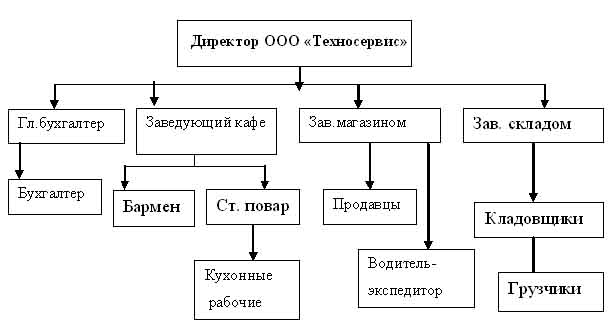 Директор ООО «Техносервис»
Гл.бухгалтер
Заведующий кафе
Зав.магазином
Зав. складом
Бухгалтер
Бармен
Ст. повар
Продавцы
Кладовщики
Кухонные
рабочие
Водитель-
экспедитор
Грузчики